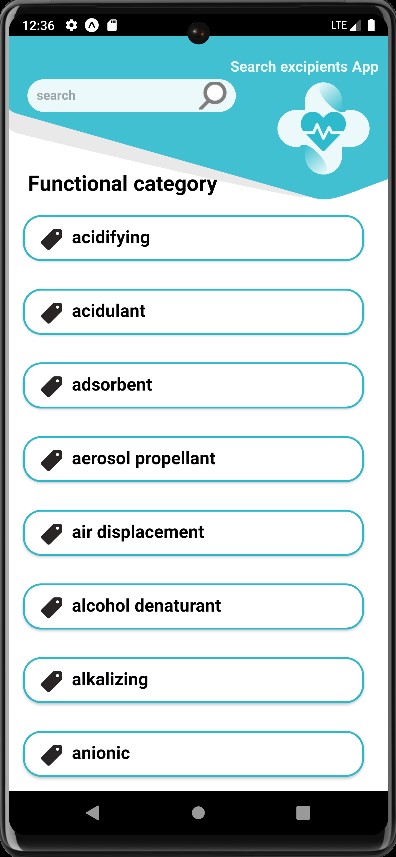 12:36
LTE
Search excipients App
search
Functional category
acidifying
acidulant
adsorbent
aerosol propellant
air displacement
alcohol denaturant
alkalizing
anionic